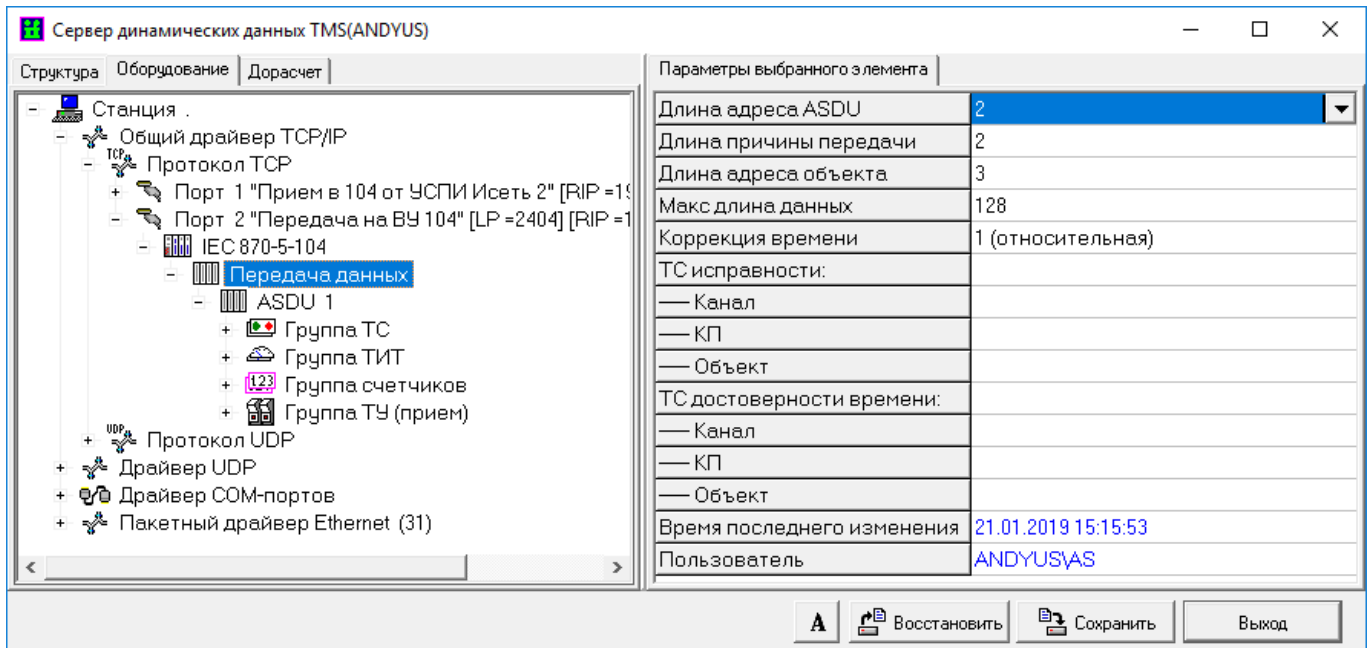 Сервер динамических данных TMS(ANDYUS)
Структура Оборудование Дорасчет
Станция .
Общий драйвер TCP/IP
TCP
Протокол TCP
Порт 1 "Прием в 104 от УСПИ Исеть 2" [RIP =19
Порт 2 "Передача на ВУ 104" [LP =2404] [RIP =1
IEC 870-5-104
Передача данных
ASDU 1
Группа ТС
Группа ТИТ
123 Группа счетчиков
Группа ТУ (прием)
UDP
Протокол UDP
Драйвер UDP
Драйвер COM-портов
Пакетный драйвер Ethernet (31)
Параметры выбранного элемента
Длина адреса ASDU 2
Длина причины передачи 2
Длина адреса объекта 3
Макс длина данных 128
Коррекция времени 1 (относительная)
ТС исправности:
── Канал
── КП
── Объект
ТС достоверности времени:
── Канал
── КП
── Объект
Время последнего изменения 21.01.2019 15:15:53
Пользователь ANDYUS\AS
A Восстановить Сохранить Выход